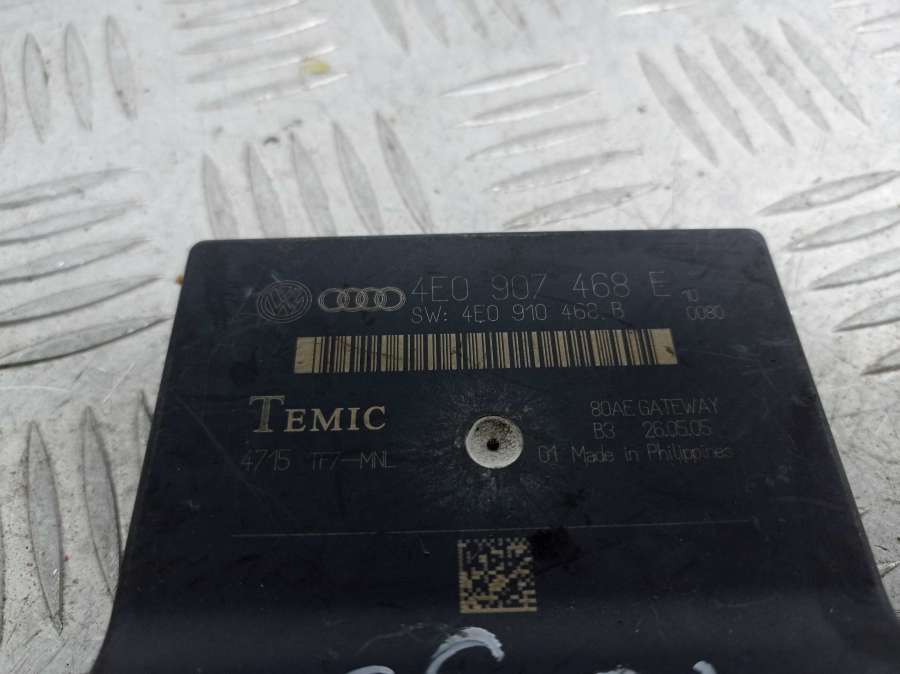 4E0 907 468 E 10
SW: 4E0 910 468 B 0080
TEMIC
80AE GATEWAY
B3 26.05.05
4715 TF7-MNL
01 Made in Philippines